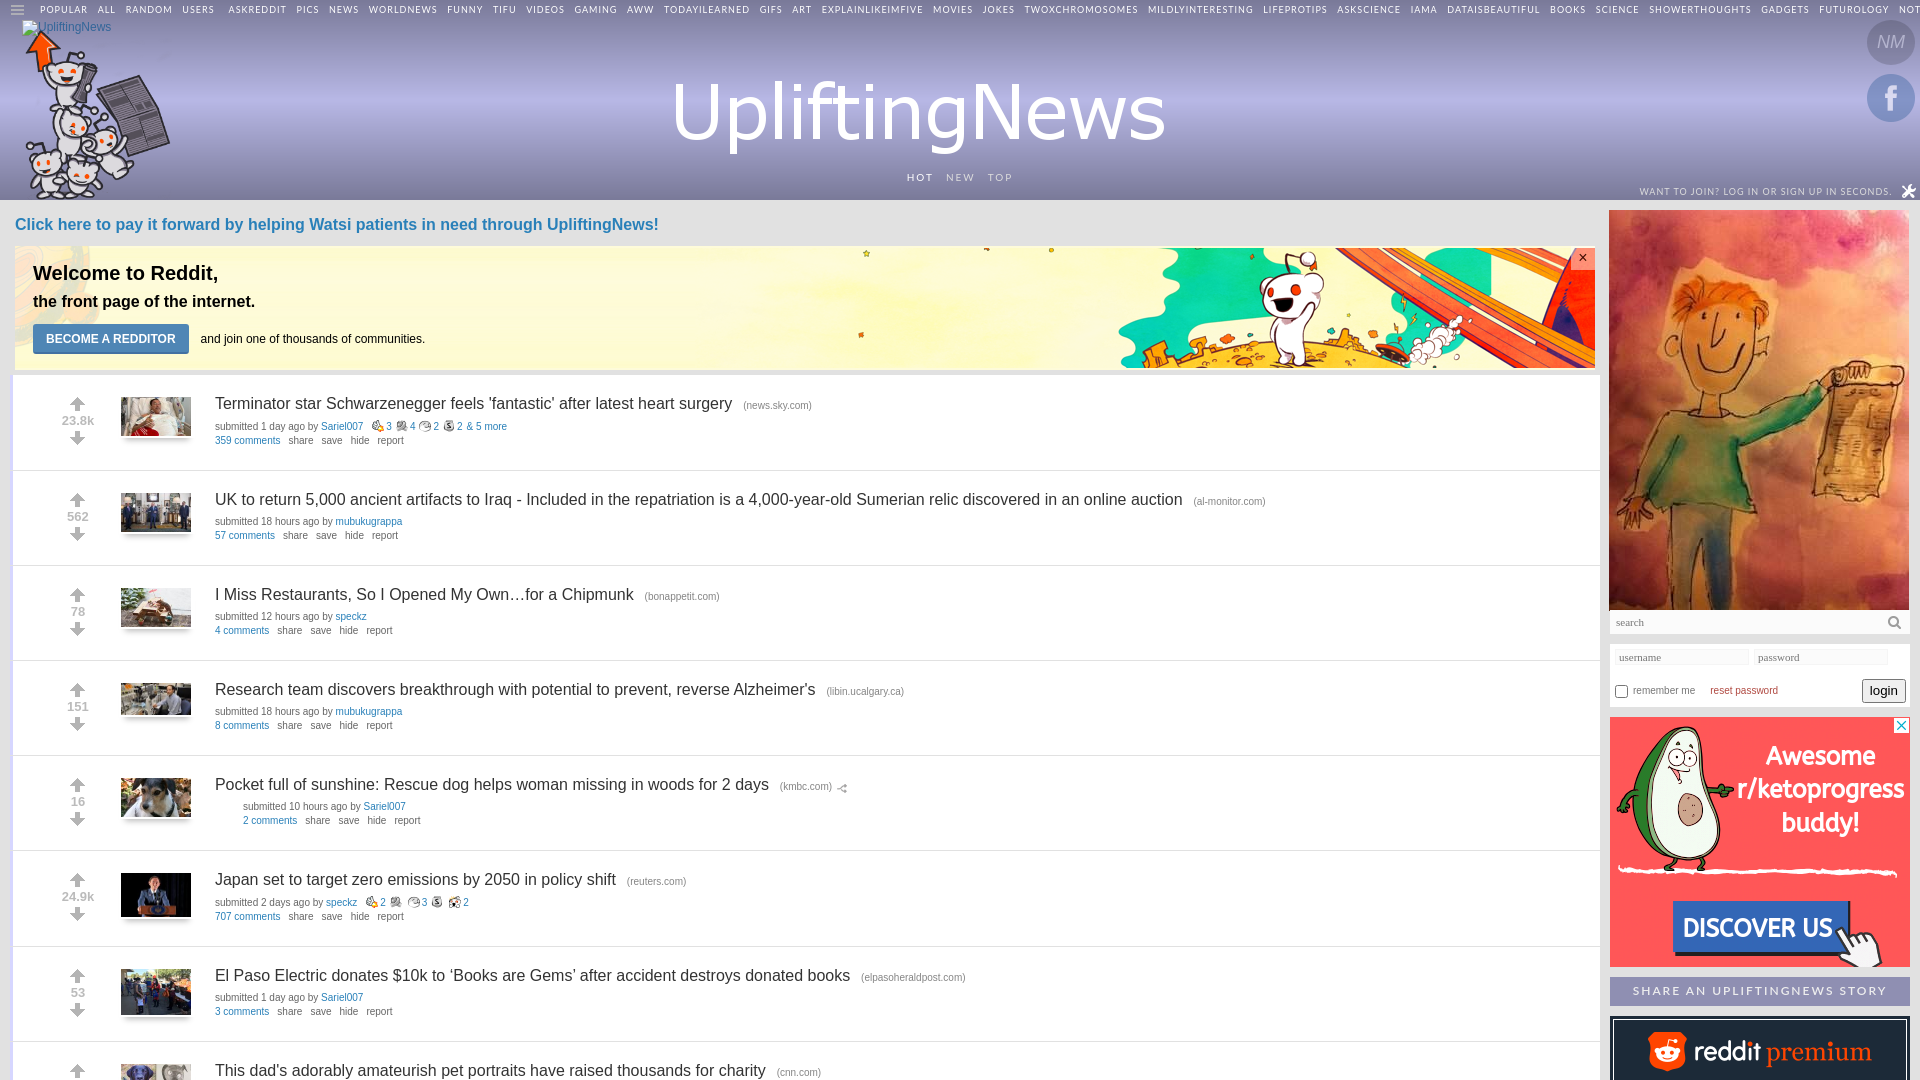 POPULAR ALL RANDOM USERS ASKREDDIT PICS NEWS WORLDNEWS FUNNY TIFU VIDEOS GAMING AWW TODAYILEARNED GIFS ART EXPLAINLIKEIMFIVE MOVIES JOKES TWOXCHROMOSOMES MILDLYINTERESTING LIFEPROTIPS ASKSCIENCE IAMA DATAISBEAUTIFUL BOOKS SCIENCE SHOWERTHOUGHTS GADGETS FUTUROLOGY NOT
UpliftingNews
NM
f
UpliftingNews
HOT NEW TOP
WANT TO JOIN? LOG IN OR SIGN UP IN SECONDS.
Click here to pay it forward by helping Watsi patients in need through UpliftingNews!
Welcome to Reddit,
the front page of the internet.
BECOME A REDDITOR and join one of thousands of communities.
×
23.8k
Terminator star Schwarzenegger feels 'fantastic' after latest heart surgery (news.sky.com)
submitted 1 day ago by Sariel007 3 4 2 2 & 5 more
359 comments share save hide report
562
UK to return 5,000 ancient artifacts to Iraq - Included in the repatriation is a 4,000-year-old Sumerian relic discovered in an online auction (al-monitor.com)
submitted 18 hours ago by mubukugrappa
57 comments share save hide report
78
I Miss Restaurants, So I Opened My Own…for a Chipmunk (bonappetit.com)
submitted 12 hours ago by speckz
4 comments share save hide report
151
Research team discovers breakthrough with potential to prevent, reverse Alzheimer's (libin.ucalgary.ca)
submitted 18 hours ago by mubukugrappa
8 comments share save hide report
16
Pocket full of sunshine: Rescue dog helps woman missing in woods for 2 days (kmbc.com)
submitted 10 hours ago by Sariel007
2 comments share save hide report
24.9k
Japan set to target zero emissions by 2050 in policy shift (reuters.com)
submitted 2 days ago by speckz 2 3 2
707 comments share save hide report
53
El Paso Electric donates $10k to ‘Books are Gems’ after accident destroys donated books (elpasoheraldpost.com)
submitted 1 day ago by Sariel007
3 comments share save hide report
This dad's adorably amateurish pet portraits have raised thousands for charity (cnn.com)
search
username password
remember me reset password login
Awesome
r/ketoprogress
buddy!
DISCOVER US
SHARE AN UPLIFTINGNEWS STORY
reddit premium